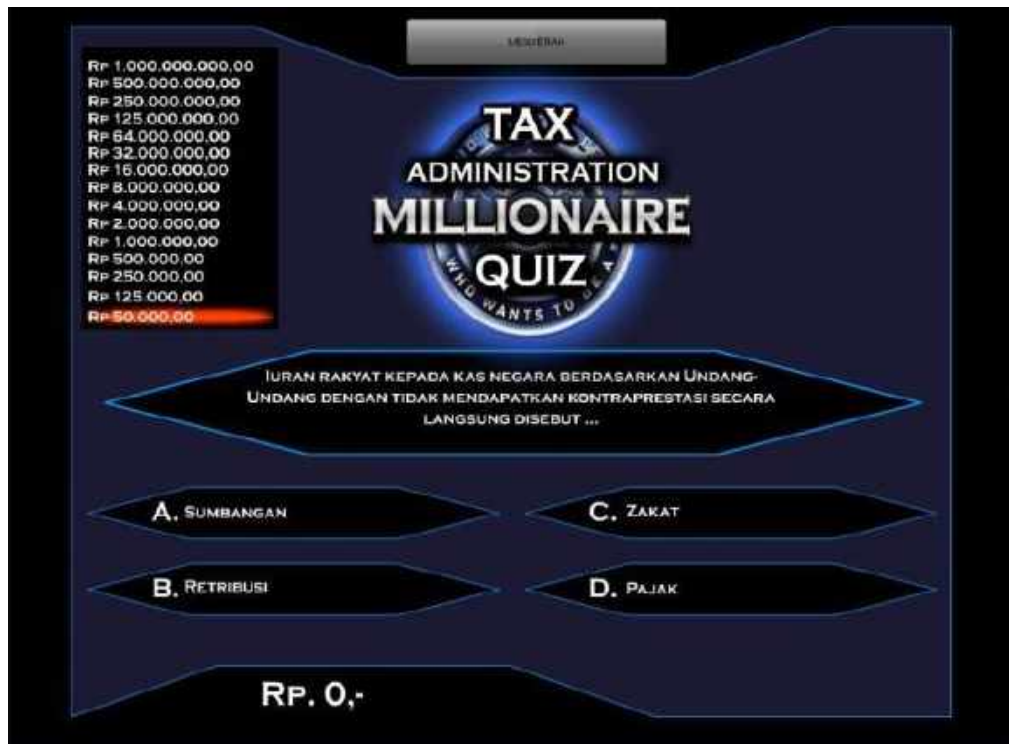 MENYERAH
Rp 1.000.000.000,00
Rp 500.000.000,00
Rp 250.000.000,00
Rp 125.000.000,00
Rp 64.000.000,00
Rp 32.000.000,00
Rp 16.000.000,00
Rp 8.000.000,00
Rp 4.000.000,00
Rp 2.000.000,00
Rp 1.000.000,00
Rp 500.000,00
Rp 250.000,00
Rp 125.000,00
Rp 50.000,00
TAX
ADMINISTRATION
MILLIONAIRE
QUIZ
WHO WANTS TO BE A
Iuran rakyat kepada kas negara berdasarkan Undang-
Undang dengan tidak mendapatkan kontraprestasi secara
langsung disebut ...
A. Sumbangan
C. Zakat
B. Retribusi
D. Pajak
Rp. 0,-